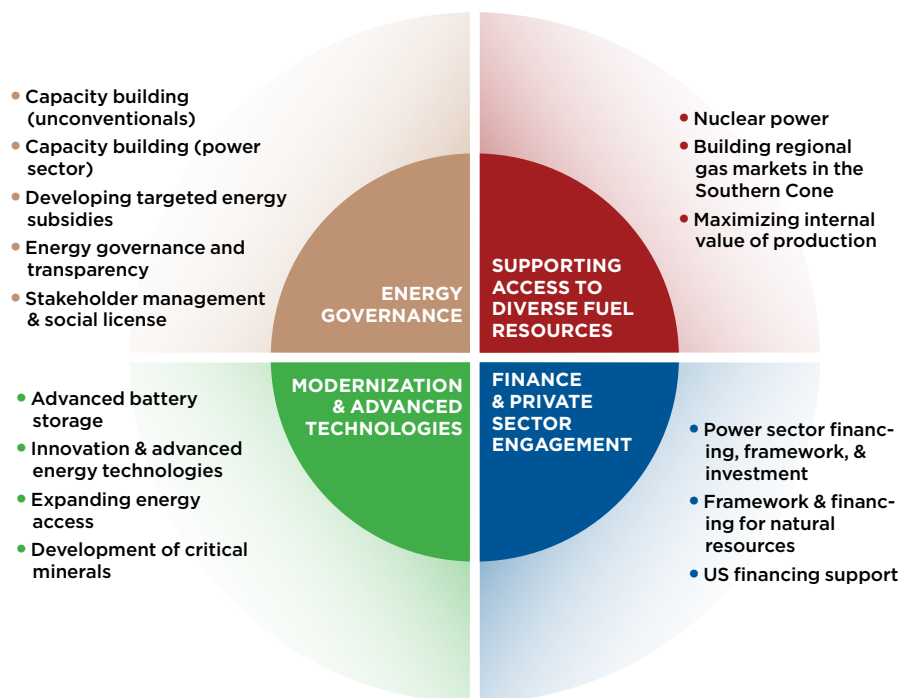 • Capacity building
(unconventionals)
• Capacity building (power
sector)
• Developing targeted energy
subsidies
• Energy governance and
transparency
• Stakeholder management
& social license
ENERGY
GOVERNANCE
• Nuclear power
• Building regional
gas markets in the
Southern Cone
• Maximizing internal
value of production
SUPPORTING
ACCESS TO
DIVERSE FUEL
RESOURCES
• Advanced battery
storage
• Innovation & advanced
energy technologies
• Expanding energy
access
• Development of critical
minerals
MODERNIZATION
& ADVANCED
TECHNOLOGIES
FINANCE
& PRIVATE
SECTOR
ENGAGEMENT
• Power sector financ-
ing, framework, &
investment
• Framework & financ-
ing for natural
resources
• US financing support